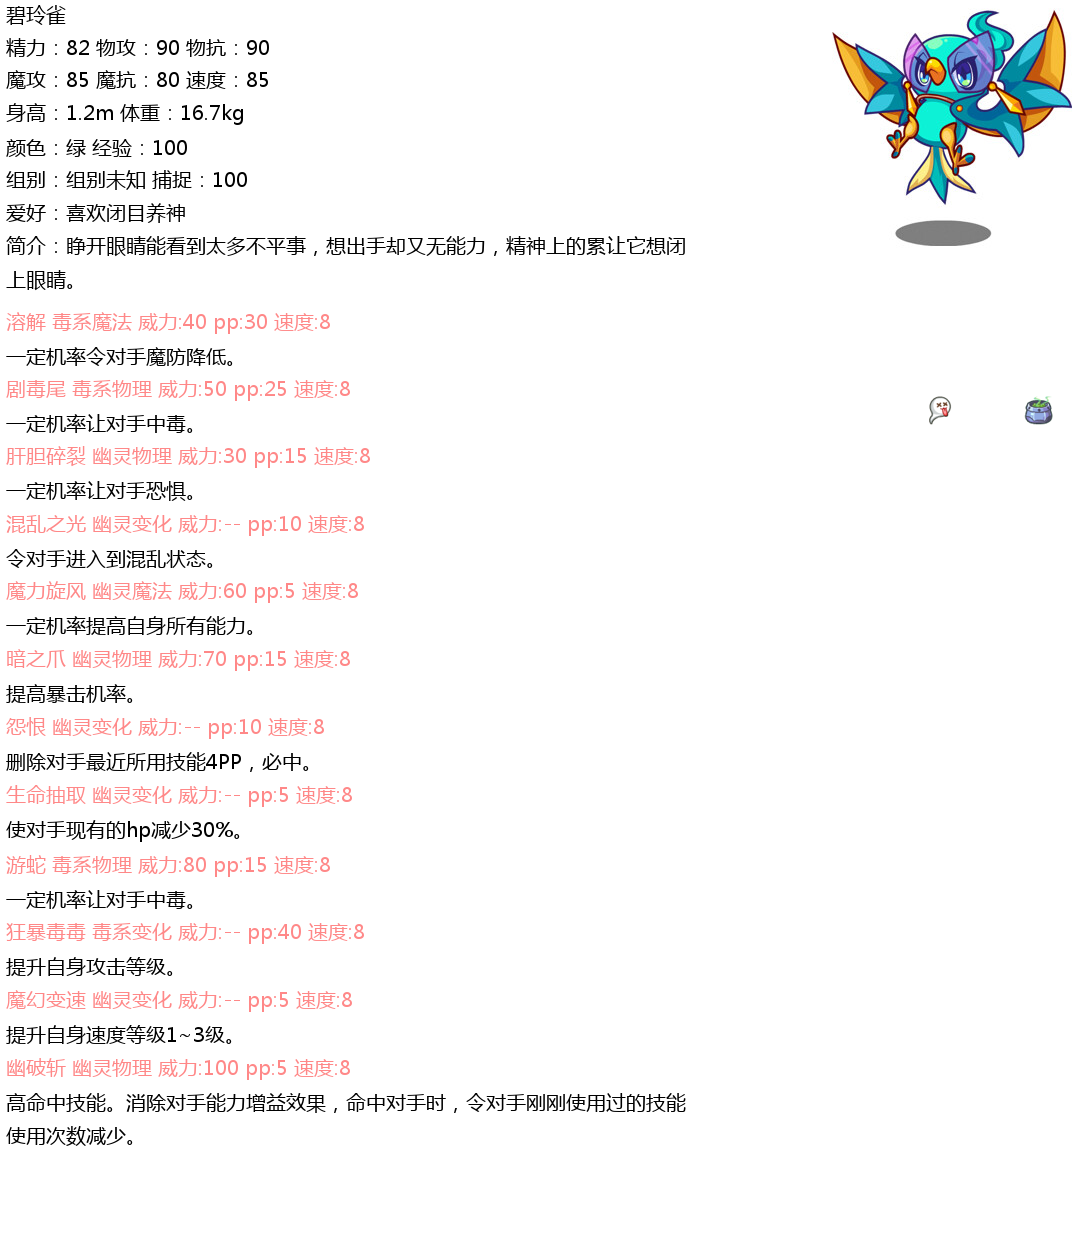 碧玲雀
精力：82 物攻：90 物抗：90
魔攻：85 魔抗：80 速度：85
身高：1.2m 体重：16.7kg
颜色：绿 经验：100
组别：组别未知 捕捉：100
爱好：喜欢闭目养神
简介：睁开眼睛能看到太多不平事，想出手却又无能力，精神上的累让它想闭
上眼睛。
溶解 毒系魔法 威力:40 pp:30 速度:8
一定机率令对手魔防降低。
剧毒尾 毒系物理 威力:50 pp:25 速度:8
一定机率让对手中毒。
肝胆碎裂 幽灵物理 威力:30 pp:15 速度:8
一定机率让对手恐惧。
混乱之光 幽灵变化 威力:-- pp:10 速度:8
令对手进入到混乱状态。
魔力旋风 幽灵魔法 威力:60 pp:5 速度:8
一定机率提高自身所有能力。
暗之爪 幽灵物理 威力:70 pp:15 速度:8
提高暴击机率。
怨恨 幽灵变化 威力:-- pp:10 速度:8
删除对手最近所用技能4PP，必中。
生命抽取 幽灵变化 威力:-- pp:5 速度:8
使对手现有的hp减少30%。
游蛇 毒系物理 威力:80 pp:15 速度:8
一定机率让对手中毒。
狂暴毒毒 毒系变化 威力:-- pp:40 速度:8
提升自身攻击等级。
魔幻变速 幽灵变化 威力:-- pp:5 速度:8
提升自身速度等级1~3级。
幽破斩 幽灵物理 威力:100 pp:5 速度:8
高命中技能。消除对手能力增益效果，命中对手时，令对手刚刚使用过的技能
使用次数减少。